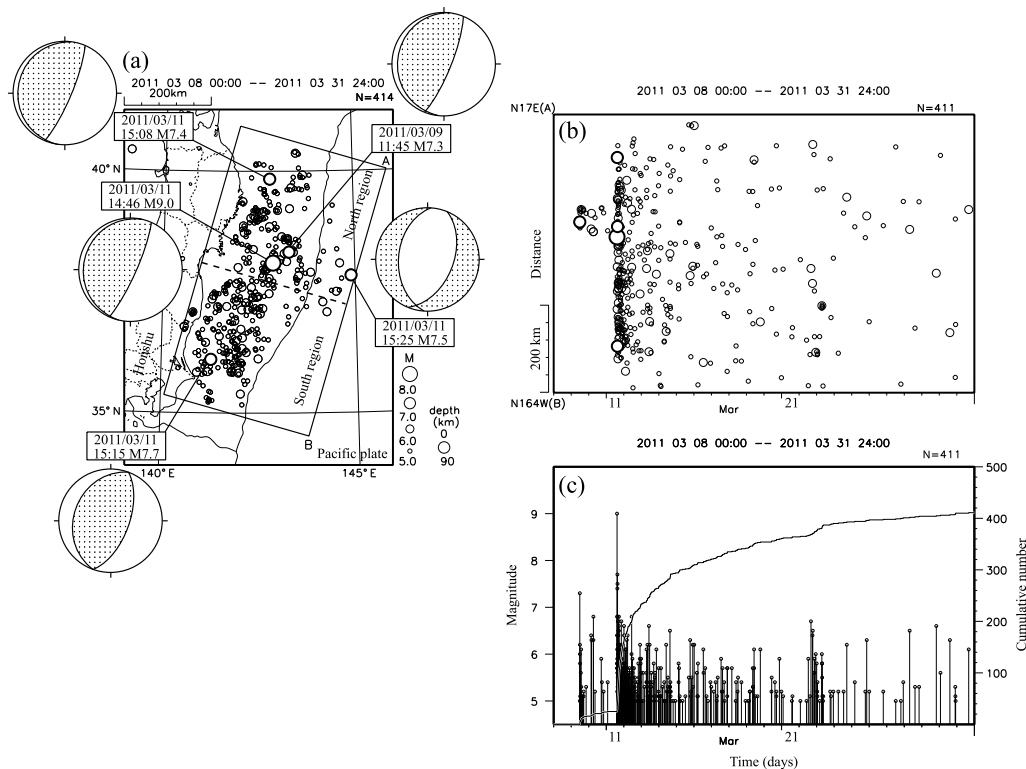 (a)
2011 03 08 00:00 -- 2011 03 31 24:00
200km
N=414
2011/03/11
15:08 M7.4
2011/03/09
11:45 M7.3
40° N
A
2011/03/11
14:46 M9.0
North region
2011/03/11
15:25 M7.5
Honshu
South region
M
8.0
7.0
6.0
5.0
depth
(km)
0
90
35° N
2011/03/11
15:15 M7.7
B
Pacific plate
140°E
145°E
2011 03 08 00:00 -- 2011 03 31 24:00
N17E(A)
N=411
(b)
Distance
200 km
N164W(B)
11
Mar
21
2011 03 08 00:00 -- 2011 03 31 24:00
N=411
(c)
500
400
300
200
100
Cumulative number
9
8
7
6
5
Magnitude
11
Mar
21
Time (days)